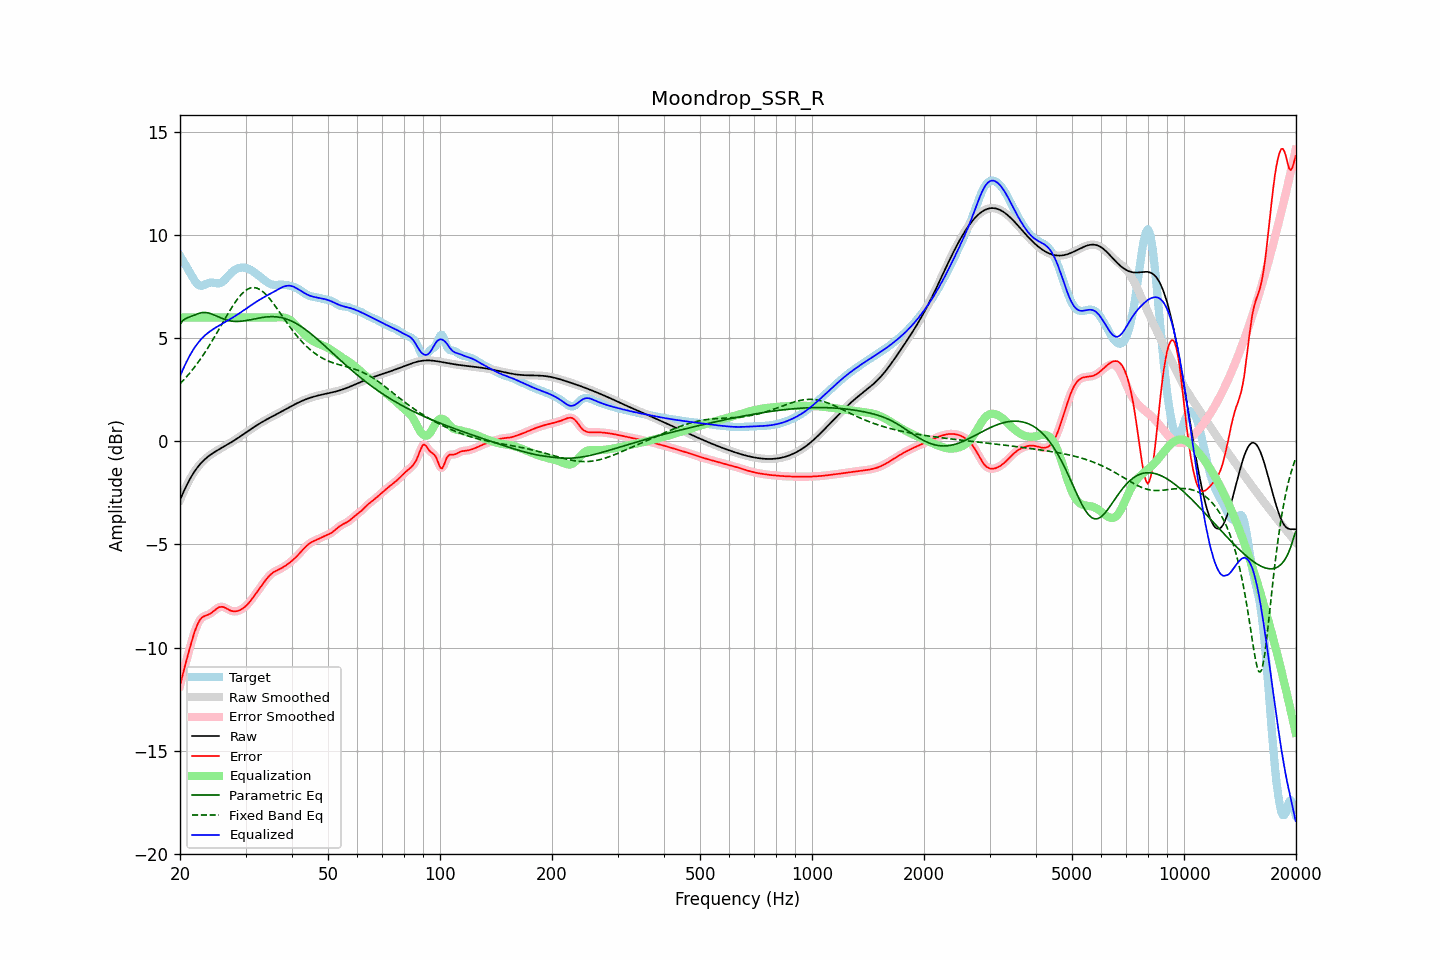 Moondrop_SSR_R
15
10
5
0
−5
−10
−15
−20
Amplitude (dBr)
Target
Raw Smoothed
Error Smoothed
Raw
Error
Equalization
Parametric Eq
Fixed Band Eq
Equalized
20 50 100 200 500 1000 2000 5000 10000 20000
Frequency (Hz)